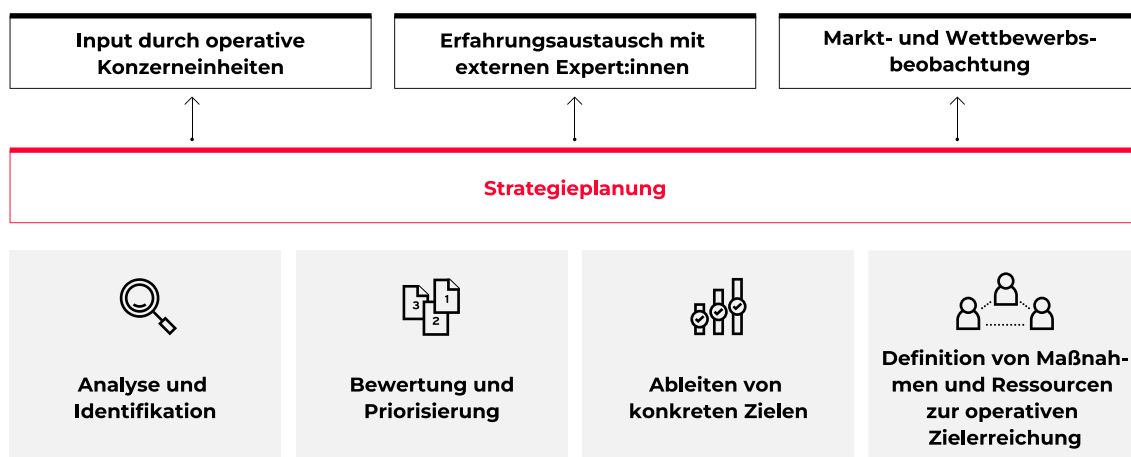 Input durch operative
Konzerneinheiten
Erfahrungsaustausch mit
externen Expert:innen
Markt- und Wettbewerbs-
beobachtung
Strategieplanung
3
1
2
Analyse und
Identifikation
Bewertung und
Priorisierung
Ableiten von
konkreten Zielen
Definition von Maßnah-
men und Ressourcen
zur operativen
Zielerreichung